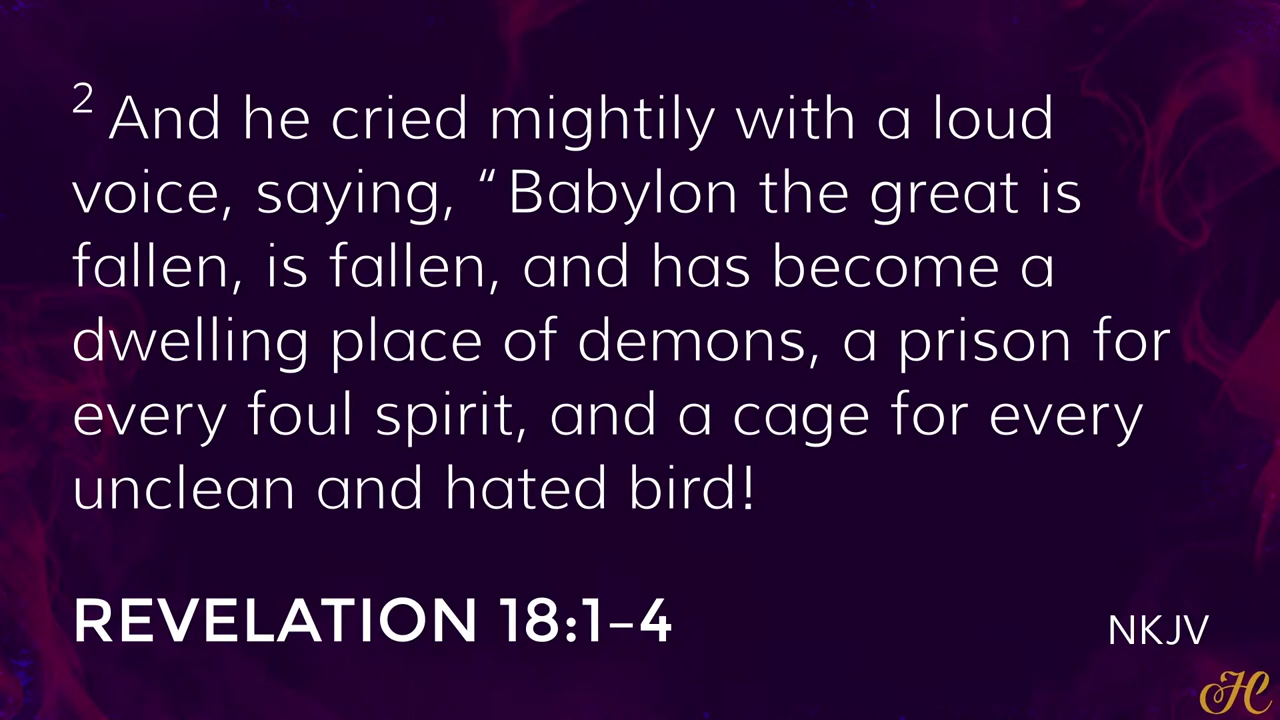 2 And he cried mightily with a loud
voice, saying, “Babylon the great is
fallen, is fallen, and has become a
dwelling place of demons, a prison for
every foul spirit, and a cage for every
unclean and hated bird!
REVELATION 18:1–4
NKJV
HC